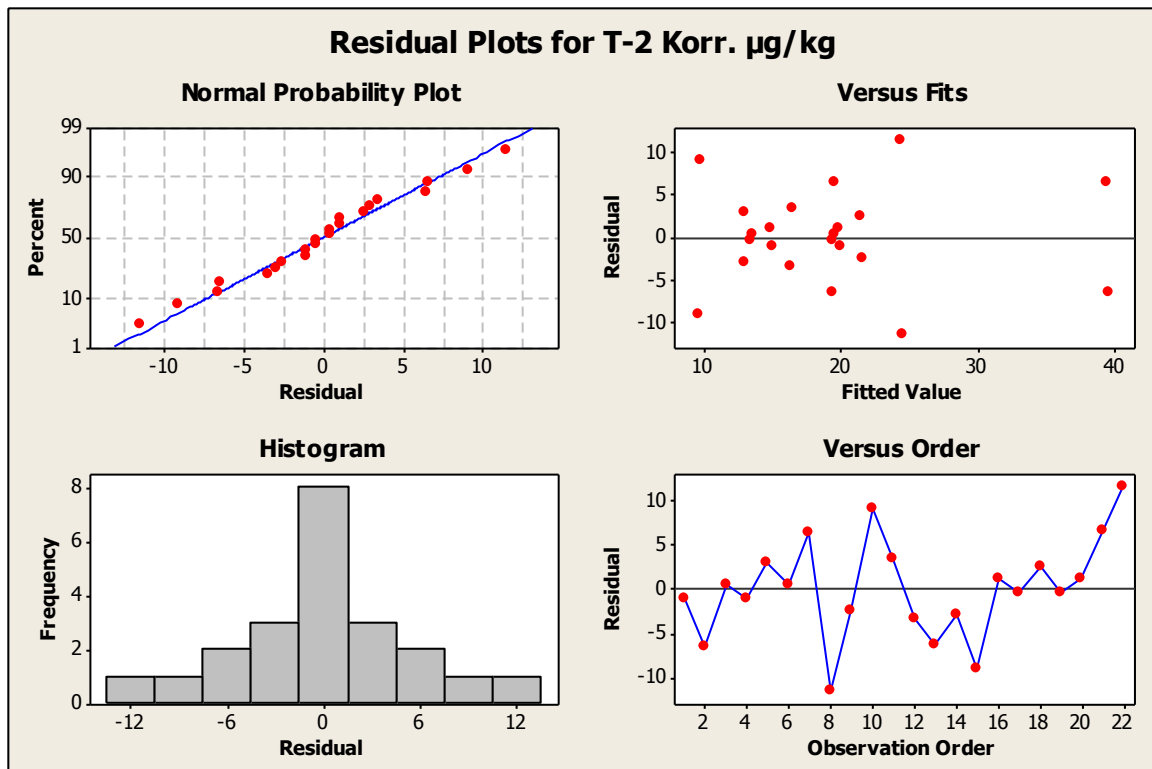 Residual Plots for T-2 Korr. µg/kg
Normal Probability Plot
99
90
50
10
1
Percent
-10 -5 0 5 10
Residual
Versus Fits
10
5
0
-5
-10
Residual
10 20 30 40
Fitted Value
Histogram
8
6
4
2
0
Frequency
-12 -6 0 6 12
Residual
Versus Order
10
5
0
-5
-10
Residual
2 4 6 8 10 12 14 16 18 20 22
Observation Order